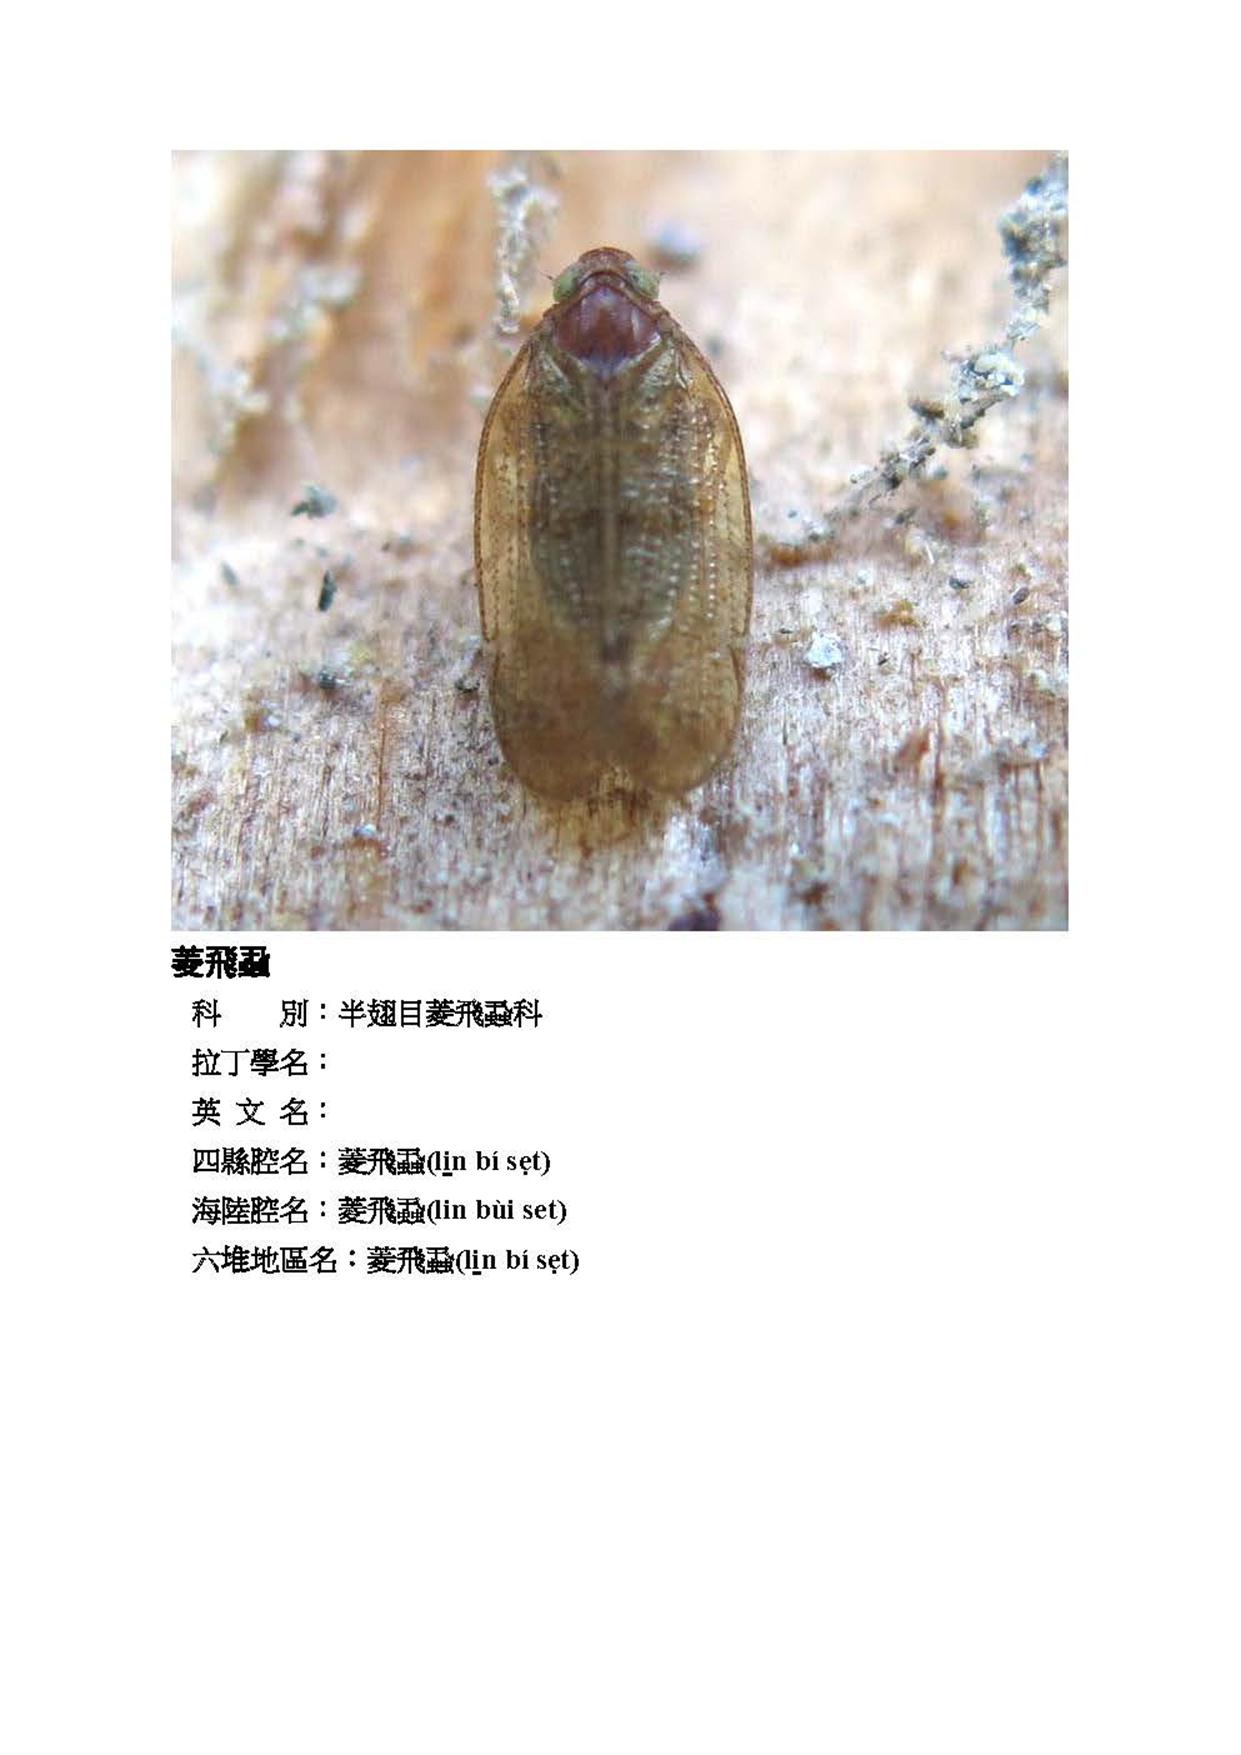 菱飛蝨
科　　別：半翅目菱飛蝨科
拉丁學名：
英 文 名：
四縣腔名：菱飛蝨(li̲n bí sẹt)
海陸腔名：菱飛蝨(lin bùi set)
六堆地區名：菱飛蝨(li̲n bí sẹt)